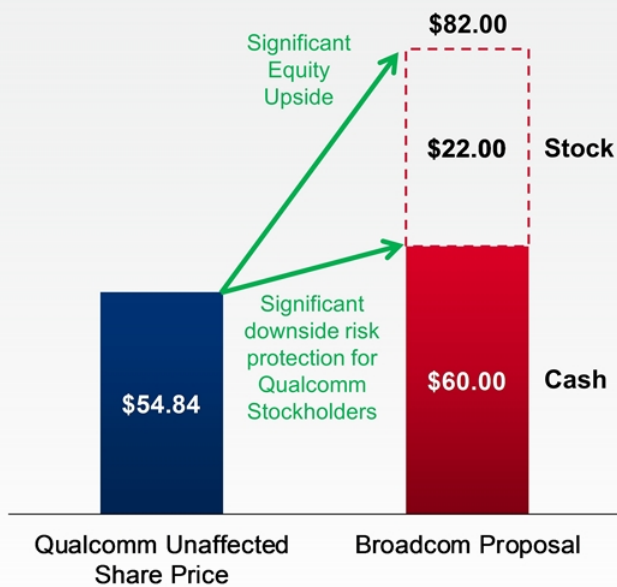 $82.00
Significant
Equity
Upside
$22.00
Stock
Significant
downside risk
protection for
Qualcomm
Stockholders
$54.84
$60.00
Cash
Qualcomm Unaffected
Share Price
Broadcom Proposal